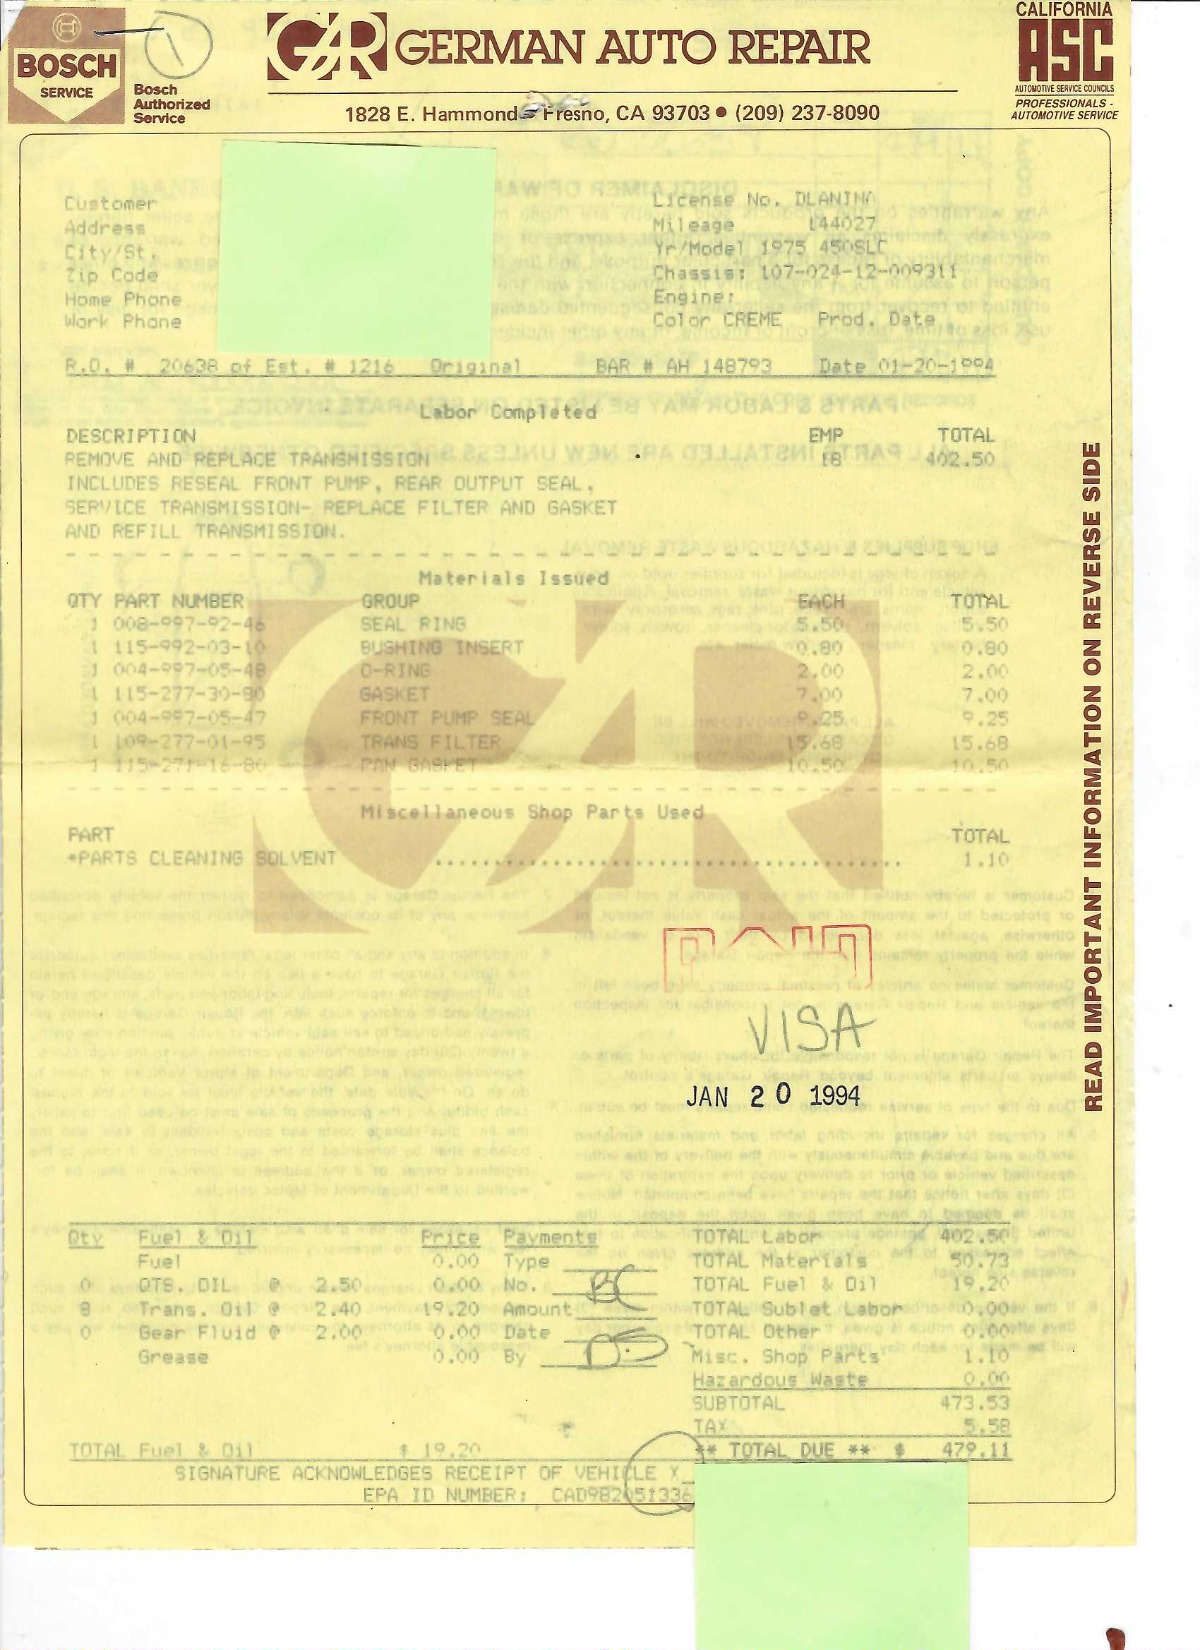 BOSCH
SERVICE
Bosch
Authorized
Service
1
GAR GERMAN AUTO REPAIR
1828 E. Hammond Fresno, CA 93703 • (209) 237-8090
CALIFORNIA
ASC
AUTOMOTIVE SERVICE COUNCILS
PROFESSIONALS -
AUTOMOTIVE SERVICE
Customer
Address
City/St.
Zip Code
Home Phone
Work Phone
License No. DLANINA
Mileage 144027
Yr/Model 1975 450SLC
Chassis: 107-024-12-009311
Engine:
Color CREME Prod. Date
R.O. # 20638 of Est. # 1216 Original BAR # AH 148793 Date 01-20-1994
Labor Completed
DESCRIPTION EMP TOTAL
REMOVE AND REPLACE TRANSMISSION 18 402.50
INCLUDES RESEAL FRONT PUMP, REAR OUTPUT SEAL,
SERVICE TRANSMISSION- REPLACE FILTER AND GASKET
AND REFILL TRANSMISSION.
Materials Issued
QTY PART NUMBER GROUP EACH TOTAL
1 008-997-92-46 SEAL RING 5.50 5.50
1 115-992-03-10 BUSHING INSERT 0.80 0.80
1 004-997-05-48 O-RING 2.00 2.00
1 115-277-30-80 GASKET 7.00 7.00
1 004-997-05-47 FRONT PUMP SEAL 9.25 9.25
1 109-277-01-95 TRANS FILTER 15.68 15.68
1 115-271-16-80 PAN GASKET 10.50 10.50
Miscellaneous Shop Parts Used
PART TOTAL
*PARTS CLEANING SOLVENT ........................................ 1.10
PAID
VISA
JAN 20 1994
READ IMPORTANT INFORMATION ON REVERSE SIDE
Qty Fuel & Oil Price Payments
Fuel 0.00 Type
0 QTS. OIL @ 2.50 0.00 No. BC
8 Trans. Oil @ 2.40 19.20 Amount
0 Gear Fluid @ 2.00 0.00 Date
Grease 0.00 By DS
TOTAL Labor 402.50
TOTAL Materials 50.73
TOTAL Fuel & Oil 19.20
TOTAL Sublet Labor 0.00
TOTAL Other 0.00
Misc. Shop Parts 1.10
Hazardous Waste 0.00
SUBTOTAL 473.53
TAX 5.58
TOTAL Fuel & Oil $ 19.20 ** TOTAL DUE ** $ 479.11
SIGNATURE ACKNOWLEDGES RECEIPT OF VEHICLE X
EPA ID NUMBER: CAD982051336